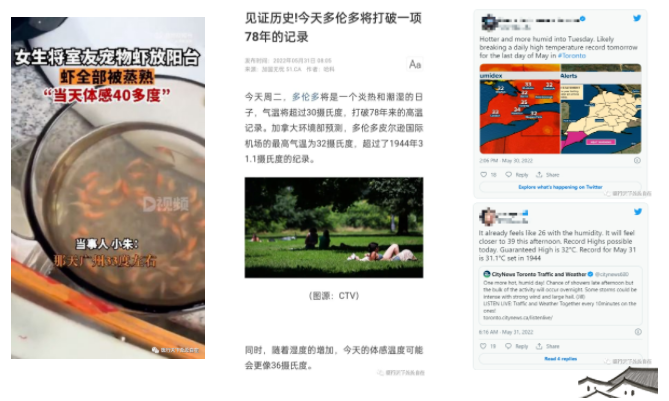 女生将室友宠物虾放阳台
虾全部被蒸熟
“当天体感40多度”
视频
当事人 小朱：
那天广州33度左右
见证历史!今天多伦多将打破一项
78年的记录
发布时间: 2022年05月31日 08:05
来源: 加国无忧 51.CA 作者:
Aa
今天周二，多伦多将是一个炎热和潮湿的日
子，气温将超过30摄氏度，打破78年来的高温
记录。加拿大环境部预测，多伦多皮尔逊国际
机场的最高气温为32摄氏度，超过了1944年3
1.1摄氏度的纪录。
（图源：CTV）
同时，随着湿度的增加，今天的体感温度可能
会更像36摄氏度。
Hotter and more humid into Tuesday. Likely
breaking a daily high temperature record tomorrow
for the last day of May in #Toronto
umidex
Alerts
2:06 PM · May 30, 2022
10 Reply Share
Explore what's happening on Twitter
It already feels like 26 with the humidity. It will feel
closer to 39 this afternoon. Record Highs possible
today. Guaranteed High is 32°C. Record for May 31
is 31.1°C set in 1944
CityNews Toronto Traffic and Weather @citynews680
One more hot, humid day! Chance of showers late afternoon but
the bulk of the activity will occur overnight. Some storms could be
intense with strong wind and large hail.
LISTEN LIVE: Traffic and Weather Together every 10minutes on the
ones!
toronto.citynews.ca/listenlive/
6:16 AM · May 31, 2022
Reply Share
Read 4 replies